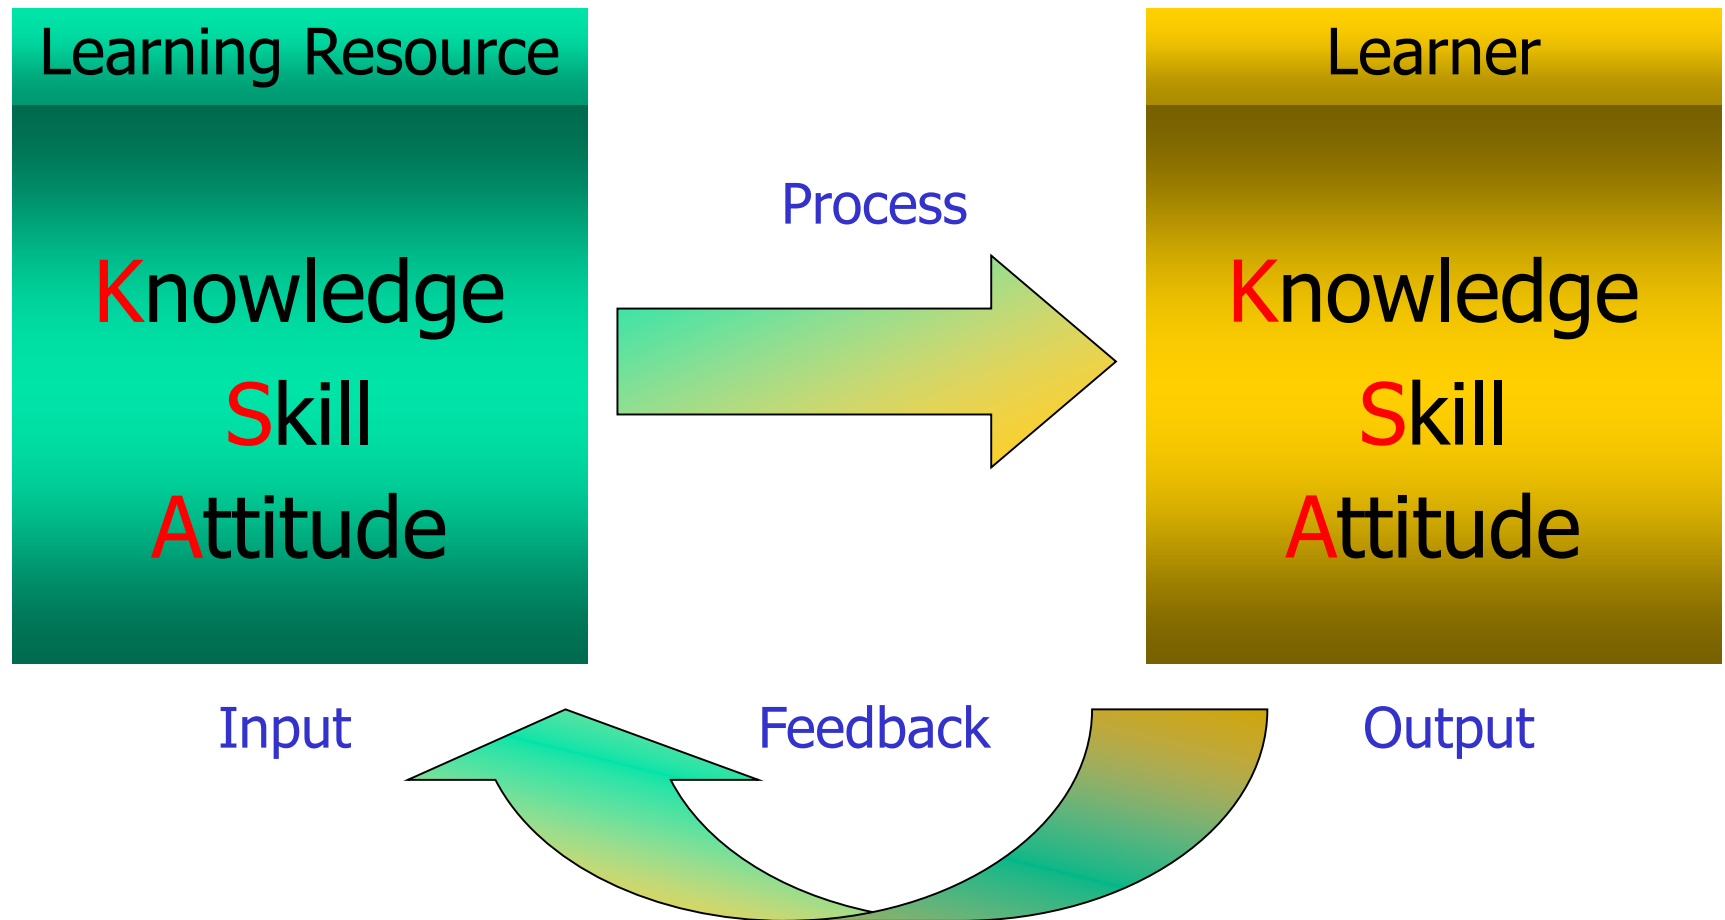 Learning Resource
Knowledge
Skill
Attitude
Input
Process
Feedback
Learner
Knowledge
Skill
Attitude
Output